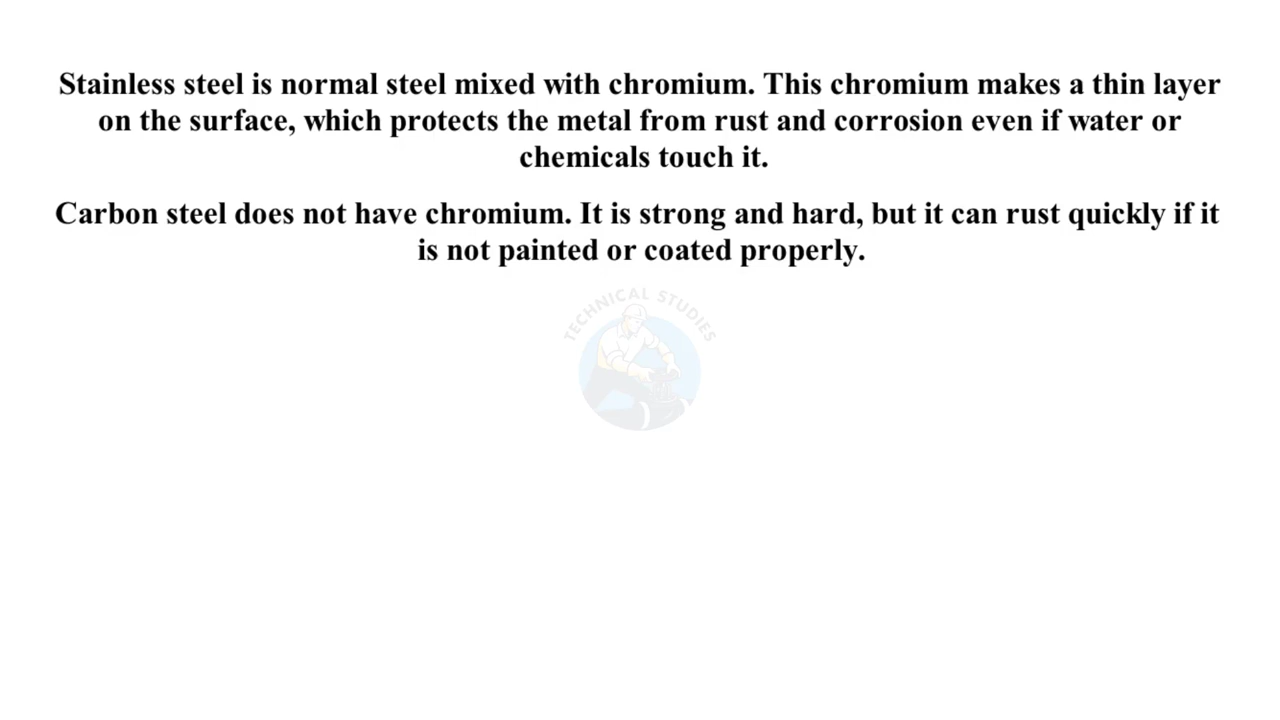 Stainless steel is normal steel mixed with chromium. This chromium makes a thin layer
on the surface, which protects the metal from rust and corrosion even if water or
chemicals touch it.
Carbon steel does not have chromium. It is strong and hard, but it can rust quickly if it
is not painted or coated properly.
TECHNICAL STUDIES